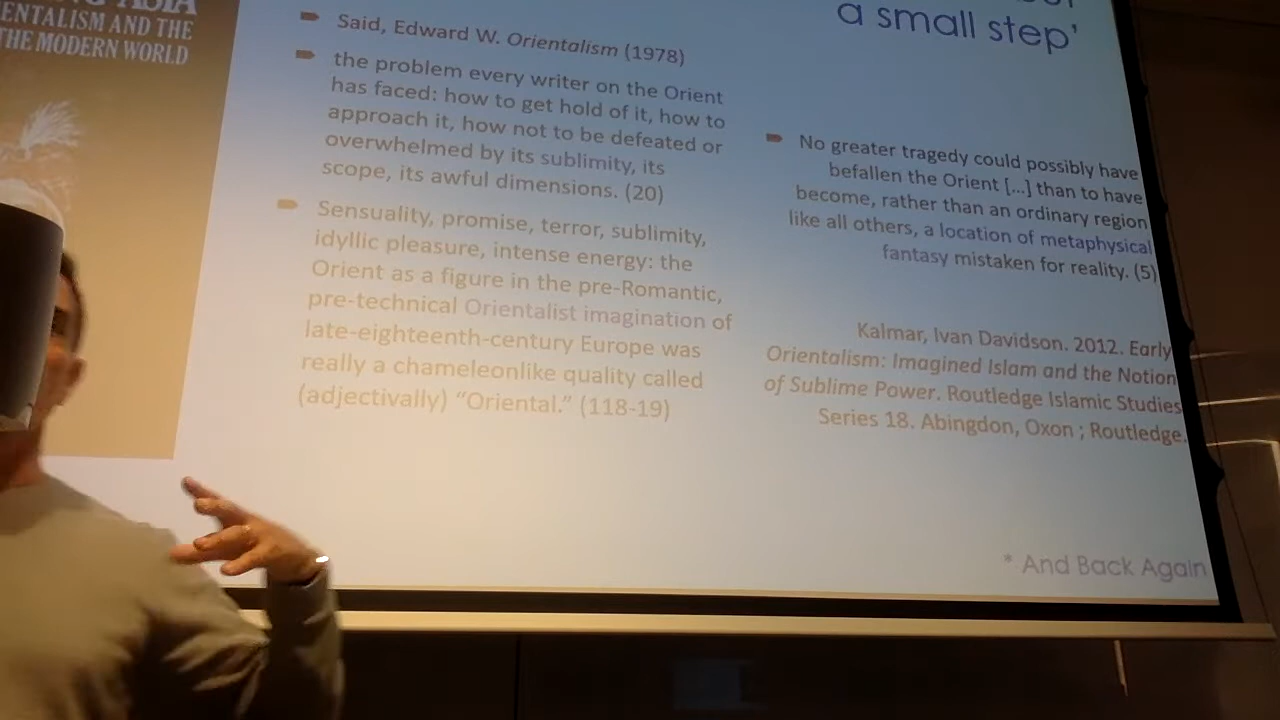 ENTALISM AND THE
THE MODERN WORLD
a small step'
Said, Edward W. Orientalism (1978)
the problem every writer on the Orient
has faced: how to get hold of it, how to
approach it, how not to be defeated or
overwhelmed by its sublimity, its
scope, its awful dimensions. (20)
Sensuality, promise, terror, sublimity,
idyllic pleasure, intense energy: the
Orient as a figure in the pre-Romantic,
pre-technical Orientalist imagination of
late-eighteenth-century Europe was
really a chameleonlike quality called
(adjectivally) “Oriental.” (118-19)
No greater tragedy could possibly have
befallen the Orient [...] than to have
become, rather than an ordinary region
like all others, a location of metaphysical
fantasy mistaken for reality. (5)
Kalmar, Ivan Davidson. 2012. Early
Orientalism: Imagined Islam and the Notion
of Sublime Power. Routledge Islamic Studies
Series 18. Abingdon, Oxon ; Routledge.
* And Back Again